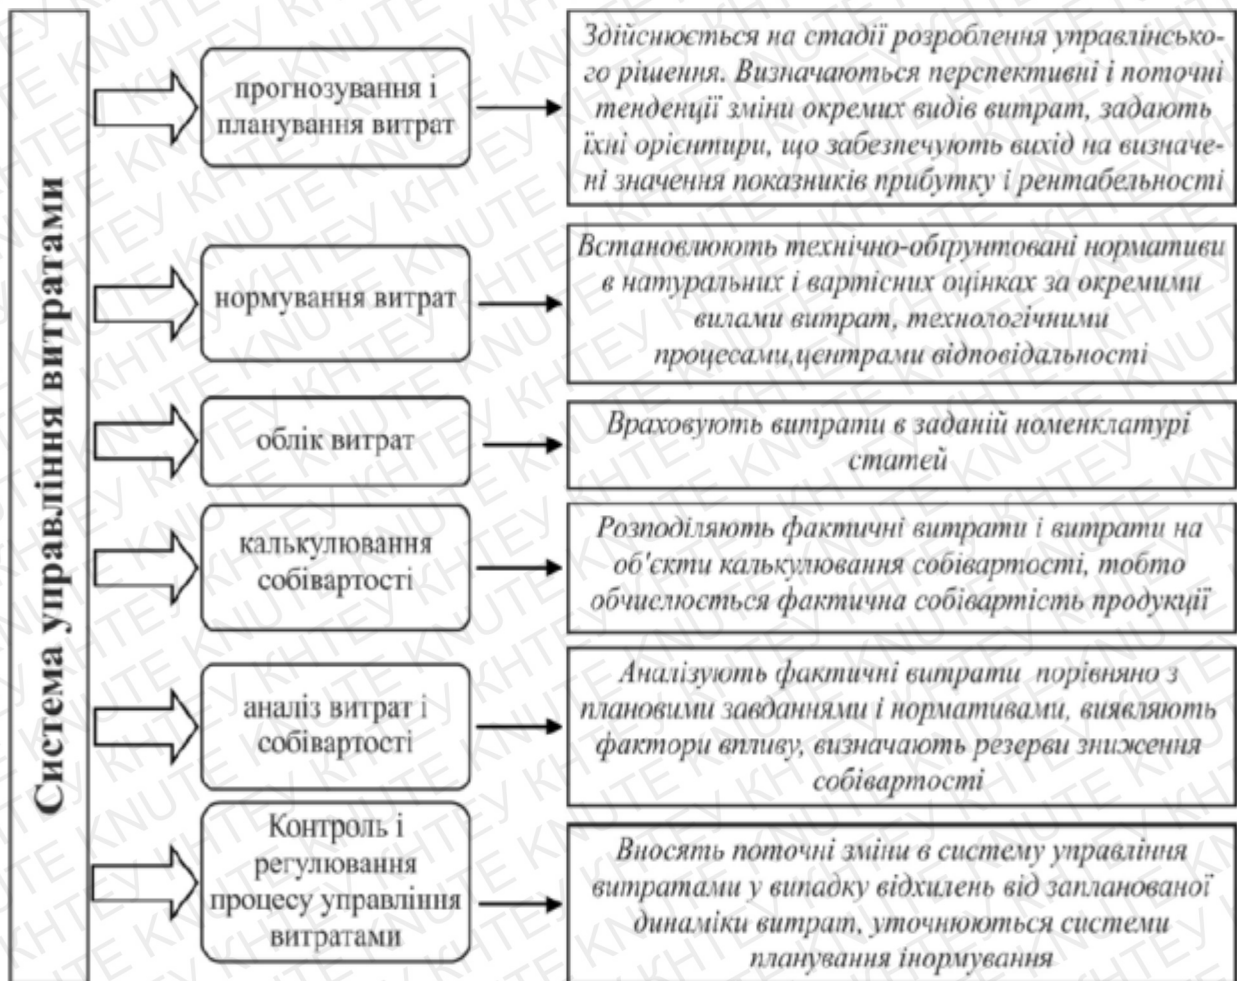 Система управління витратами
прогнозування і
планування витрат
Здійснюється на стадії розроблення управлінсько-
го рішення. Визначаються перспективні і поточні
тенденції зміни окремих видів витрат, задають
їхні орієнтири, що забезпечують вихід на визначе-
ні значення показників прибутку і рентабельності
нормування витрат
Встановлюють технічно-обґрунтовані нормативи
в натуральних і вартісних оцінках за окремими
вилами витрат, технологічними
процесами,центрами відповідальності
облік витрат
Враховують витрати в заданій номенклатурі
статей
калькулювання
собівартості
Розподіляють фактичні витрати і витрати на
об'єкти калькулювання собівартості, тобто
обчислюється фактична собівартість продукції
аналіз витрат і
собівартості
Аналізують фактичні витрати порівняно з
плановими завданнями і нормативами, виявляють
фактори впливу, визначають резерви зниження
собівартості
Контроль і
регулювання
процесу управління
витратами
Вносять поточні зміни в систему управління
витратами у випадку відхилень від запланованої
динаміки витрат, уточнюються системи
планування інормування
KHTEУ KNUTE